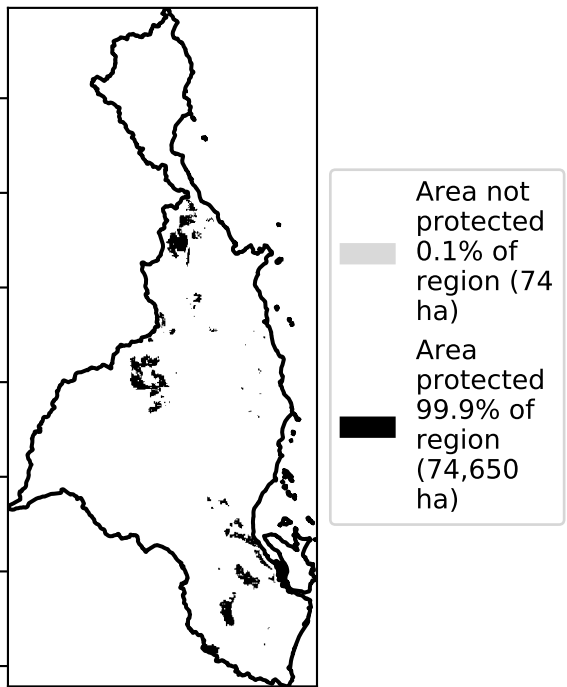 Area not
protected
0.1% of
region (74
ha)
Area
protected
99.9% of
region
(74,650
ha)